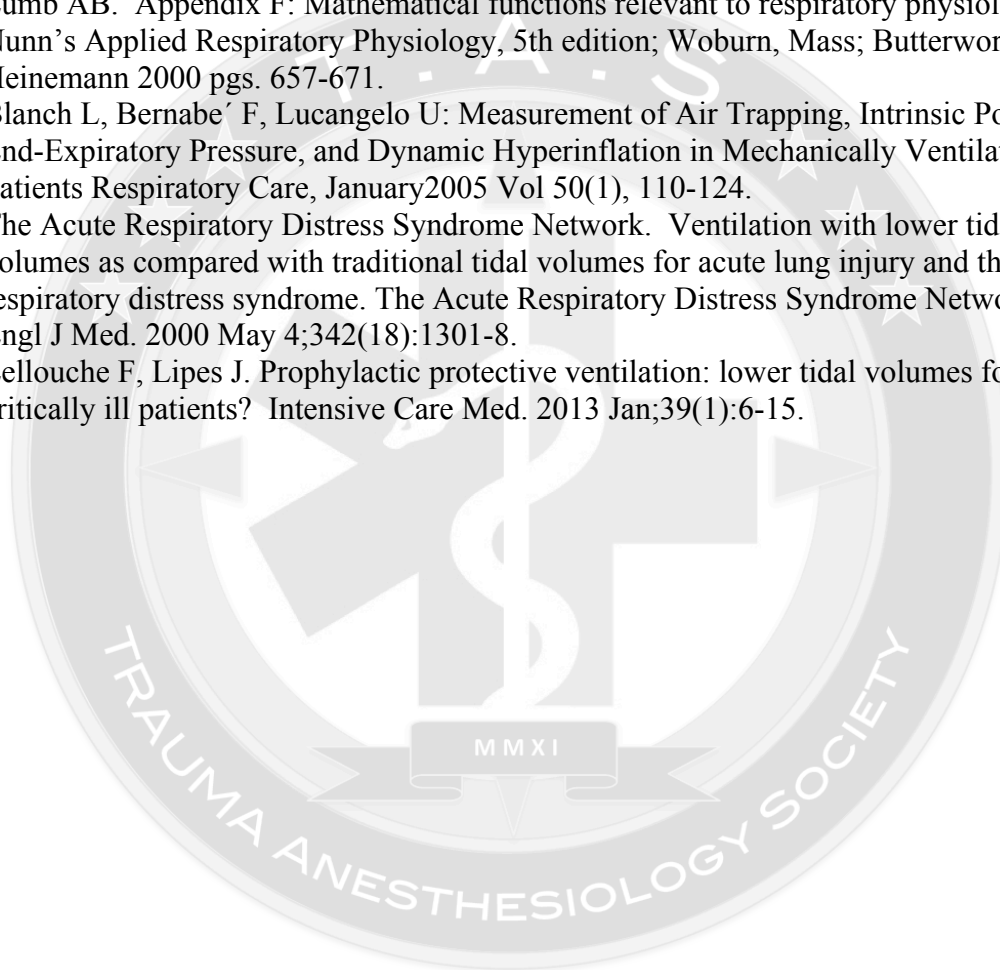 Lumb AB. Appendix F: Mathematical functions relevant to respiratory physiol
Nunn’s Applied Respiratory Physiology, 5th edition; Woburn, Mass; Butterwor
Heinemann 2000 pgs. 657-671.
Blanch L, Bernabe´ F, Lucangelo U: Measurement of Air Trapping, Intrinsic Po
End-Expiratory Pressure, and Dynamic Hyperinflation in Mechanically Ventila
atients Respiratory Care, January2005 Vol 50(1), 110-124.
The Acute Respiratory Distress Syndrome Network. Ventilation with lower tid
olumes as compared with traditional tidal volumes for acute lung injury and th
espiratory distress syndrome. The Acute Respiratory Distress Syndrome Netwo
Engl J Med. 2000 May 4;342(18):1301-8.
ellouche F, Lipes J. Prophylactic protective ventilation: lower tidal volumes fo
ritically ill patients? Intensive Care Med. 2013 Jan;39(1):6-15.
T · A · S
MMXI
TRAUMA ANESTHESIOLOGY SOCIETY